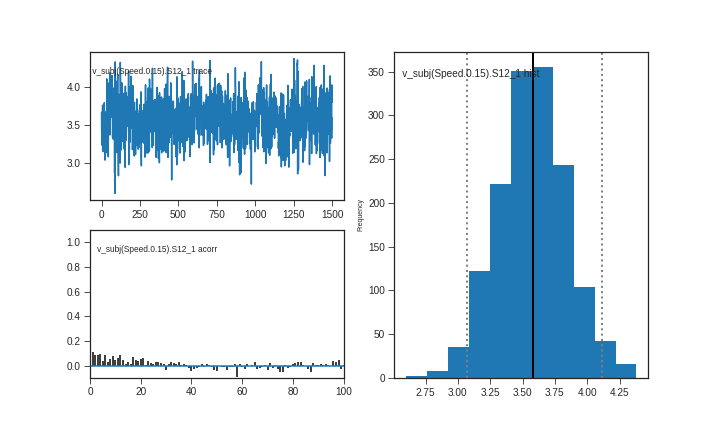 v_subj(Speed.0.15).S12_1 trace
4.0
3.5
3.0
0 250 500 750 1000 1250 1500
v_subj(Speed.0.15).S12_1 acorr
1.0
0.8
0.6
0.4
0.2
0.0
0 20 40 60 80 100
v_subj(Speed.0.15).S12_1 hist
Frequency
350
300
250
200
150
100
50
0
2.75 3.00 3.25 3.50 3.75 4.00 4.25